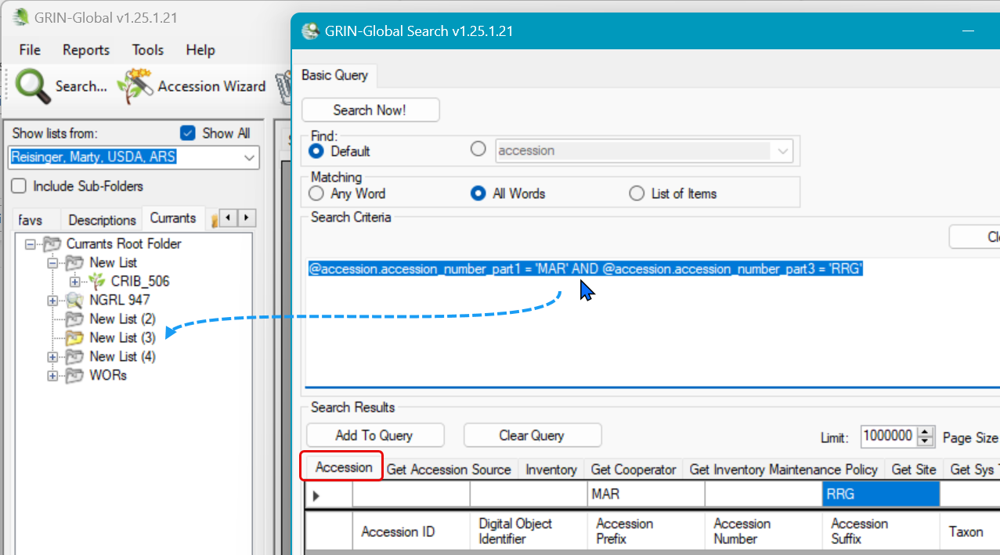 GRIN-Global v1.25.1.21
File Reports Tools Help
Search... Accession Wizard
Show lists from: Show All
Reisinger, Marty, USDA, ARS
Include Sub-Folders
favs Descriptions Currants
Currants Root Folder
New List
CRIB_506
NGRL 947
New List (2)
New List (3)
New List (4)
WORs
GRIN-Global Search v1.25.1.21
Basic Query
Search Now!
Find:
Default accession
Matching
Any Word All Words List of Items
Search Criteria
@accession.accession_number_part1 = 'MAR' AND @accession.accession_number_part3 = 'RRG'
Search Results
Add To Query Clear Query Limit: 1000000 Page Size
Accession Get Accession Source Inventory Get Cooperator Get Inventory Maintenance Policy Get Site Get Sys
MAR RRG
Accession ID Digital Object Identifier Accession Prefix Accession Number Accession Suffix Taxon